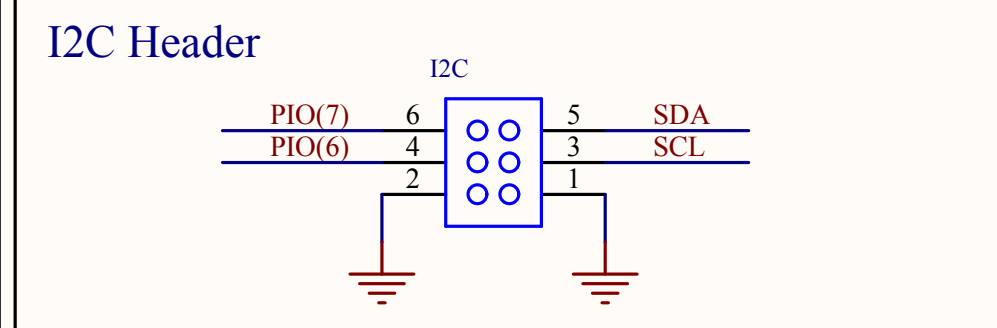 I2C Header
I2C
PIO(7) 6 5 SDA
PIO(6) 4 3 SCL
2 1